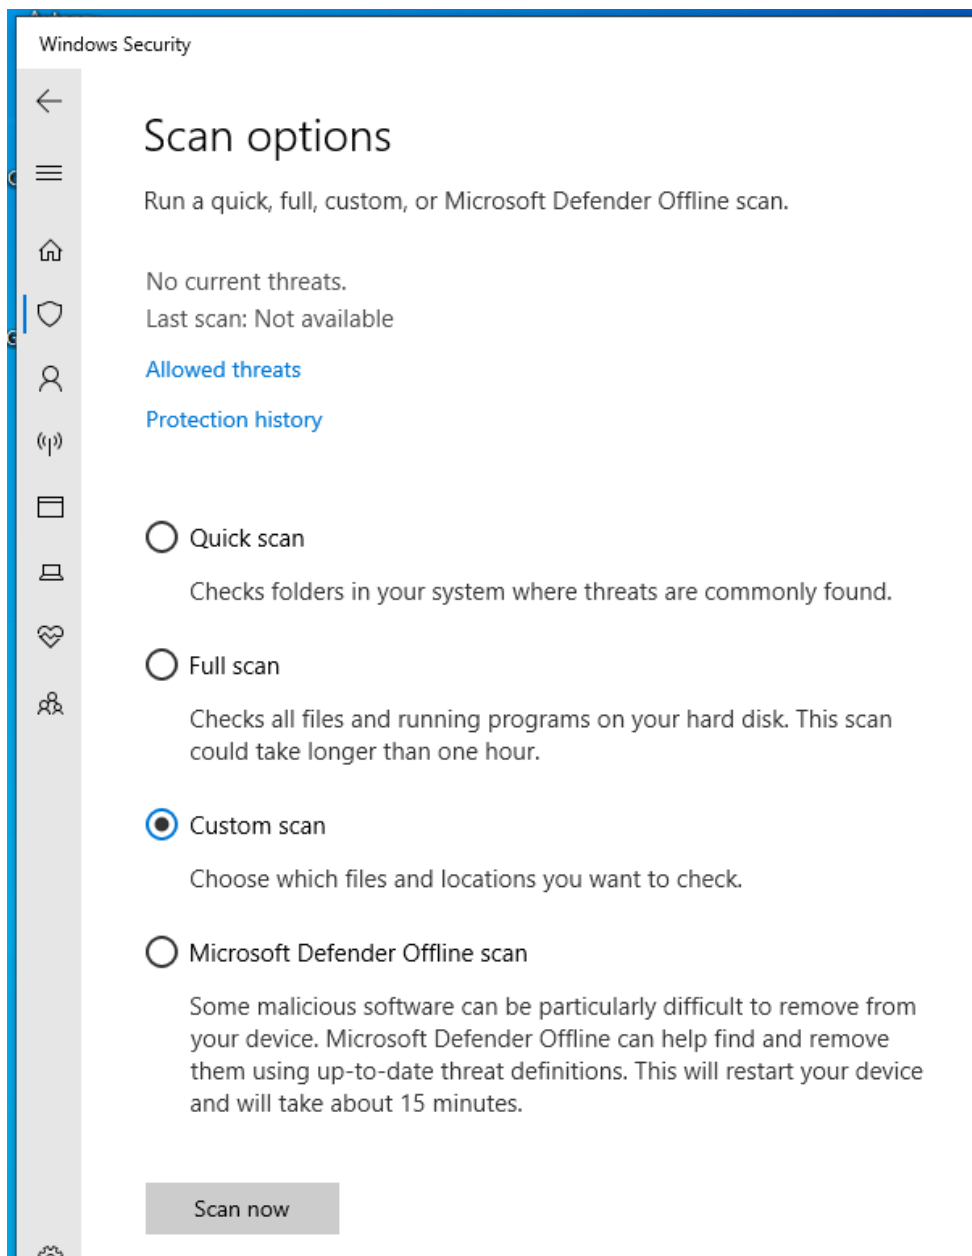 Windows Security
Scan options
Run a quick, full, custom, or Microsoft Defender Offline scan.
No current threats.
Last scan: Not available
Allowed threats
Protection history
Quick scan
Checks folders in your system where threats are commonly found.
Full scan
Checks all files and running programs on your hard disk. This scan
could take longer than one hour.
Custom scan
Choose which files and locations you want to check.
Microsoft Defender Offline scan
Some malicious software can be particularly difficult to remove from
your device. Microsoft Defender Offline can help find and remove
them using up-to-date threat definitions. This will restart your device
and will take about 15 minutes.
Scan now